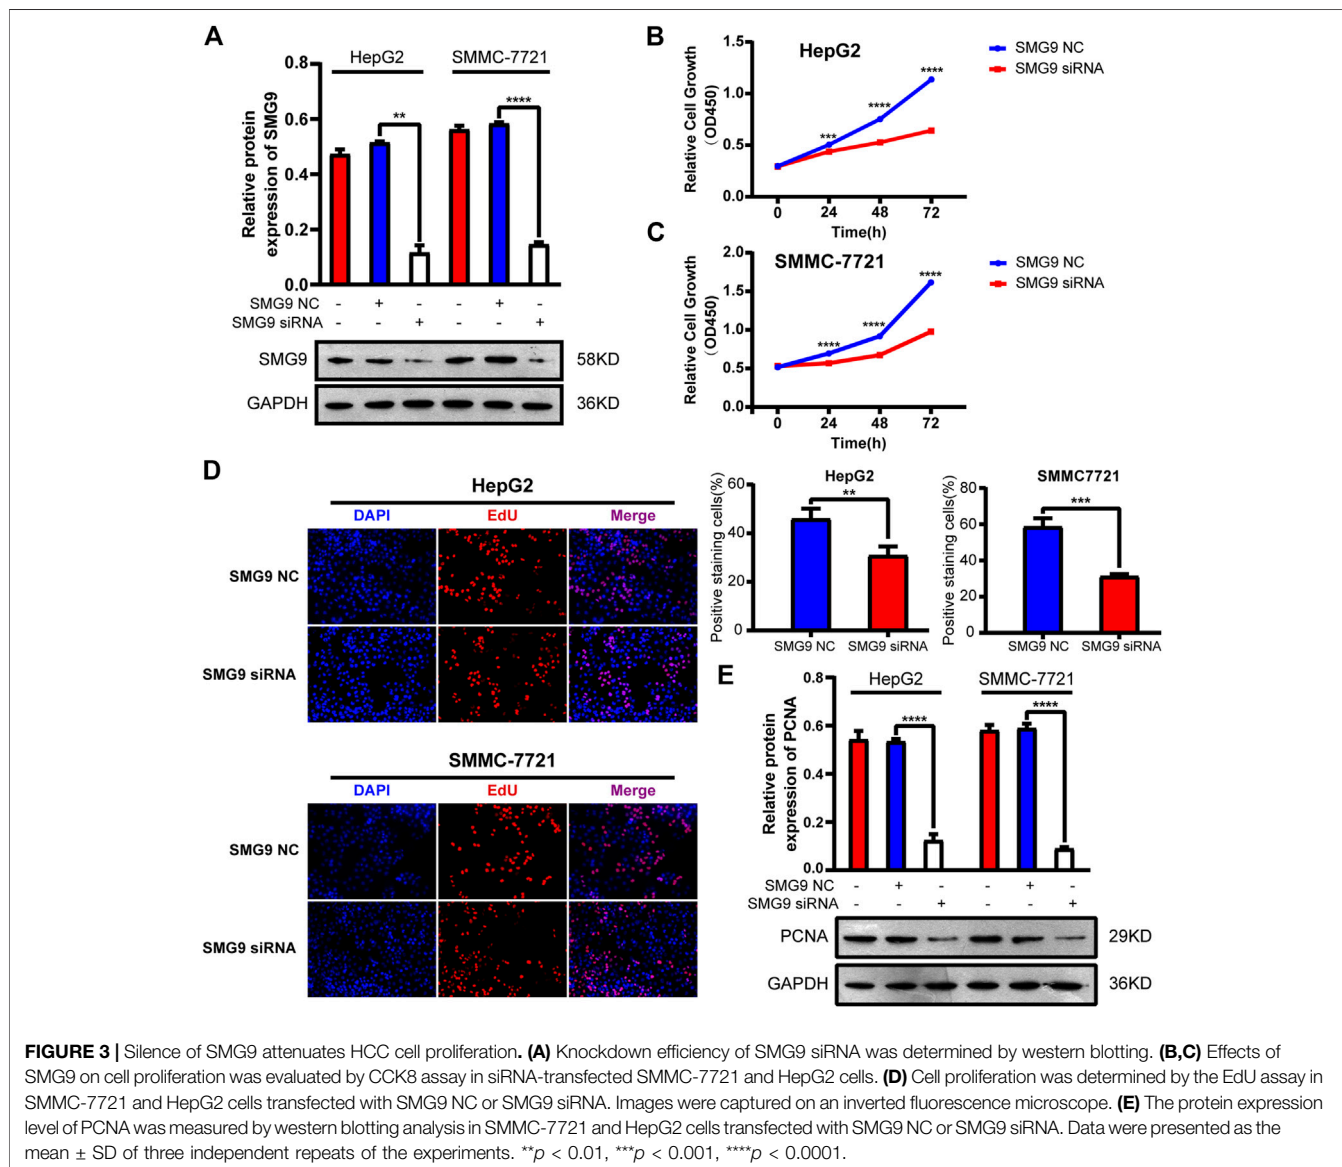 A
HepG2 SMMC-7721
Relative protein
expression of SMG9
0.8
0.6
0.4
0.2
0.0
** ****
SMG9 NC - + - - + -
SMG9 siRNA - - + - - +
SMG9 58KD
GAPDH 36KD
B
HepG2
Relative Cell Growth
(OD450)
1.5
1.0
0.5
0.0
*** **** ****
0 24 48 72
Time(h)
SMG9 NC
SMG9 siRNA
C
SMMC-7721
Relative Cell Growth
(OD450)
2.0
1.5
1.0
0.5
0.0
**** **** ****
0 24 48 72
Time(h)
SMG9 NC
SMG9 siRNA
D
HepG2
DAPI EdU Merge
SMG9 NC
SMG9 siRNA
SMMC-7721
DAPI EdU Merge
SMG9 NC
SMG9 siRNA
HepG2
Positive staining cells(%)
60
40
20
0
**
SMG9 NC SMG9 siRNA
SMMC7721
Positive staining cells(%)
80
60
40
20
0
***
SMG9 NC SMG9 siRNA
E
HepG2 SMMC-7721
Relative protein
expression of PCNA
0.8
0.6
0.4
0.2
0.0
**** ****
SMG9 NC - + - - + -
SMG9 siRNA - - + - - +
PCNA 29KD
GAPDH 36KD
FIGURE 3 | Silence of SMG9 attenuates HCC cell proliferation. (A) Knockdown efficiency of SMG9 siRNA was determined by western blotting. (B,C) Effects of
SMG9 on cell proliferation was evaluated by CCK8 assay in siRNA-transfected SMMC-7721 and HepG2 cells. (D) Cell proliferation was determined by the EdU assay in
SMMC-7721 and HepG2 cells transfected with SMG9 NC or SMG9 siRNA. Images were captured on an inverted fluorescence microscope. (E) The protein expression
level of PCNA was measured by western blotting analysis in SMMC-7721 and HepG2 cells transfected with SMG9 NC or SMG9 siRNA. Data were presented as the
mean ± SD of three independent repeats of the experiments. **p < 0.01, ***p < 0.001, ****p < 0.0001.